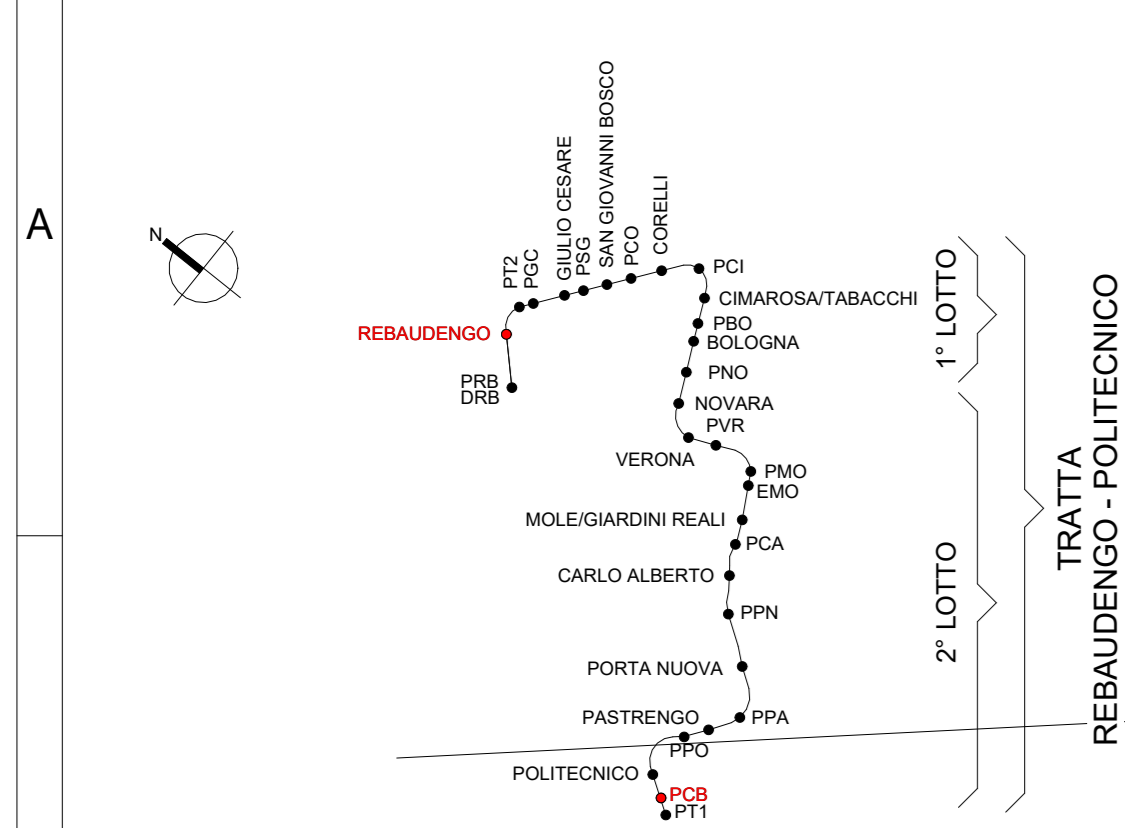 A
N
REBAUDENGO
PRB
DRB
PT2
PGC
GIULIO CESARE
PSG
SAN GIOVANNI BOSCO
PCO
CORELLI
PCI
CIMAROSA/TABACCHI
PBO
BOLOGNA
PNO
NOVARA
PVR
VERONA
PMO
EMO
MOLE/GIARDINI REALI
PCA
CARLO ALBERTO
PPN
PORTA NUOVA
PPA
PASTRENGO
PPO
POLITECNICO
PCB
PT1
1° LOTTO
2° LOTTO
TRATTA
REBAUDENGO - POLITECNICO